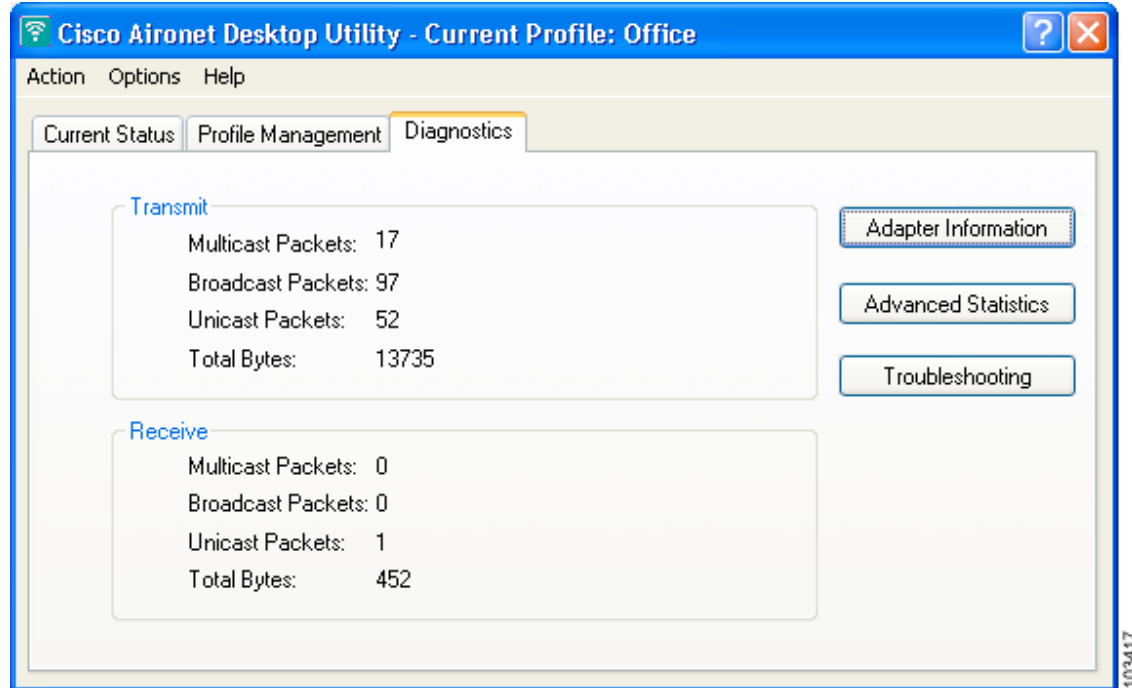 Cisco Aironet Desktop Utility - Current Profile: Office
Action Options Help
Current Status Profile Management Diagnostics
Transmit
Multicast Packets: 17
Broadcast Packets: 97
Unicast Packets: 52
Total Bytes: 13735
Adapter Information
Advanced Statistics
Troubleshooting
Receive
Multicast Packets: 0
Broadcast Packets: 0
Unicast Packets: 1
Total Bytes: 452
103417